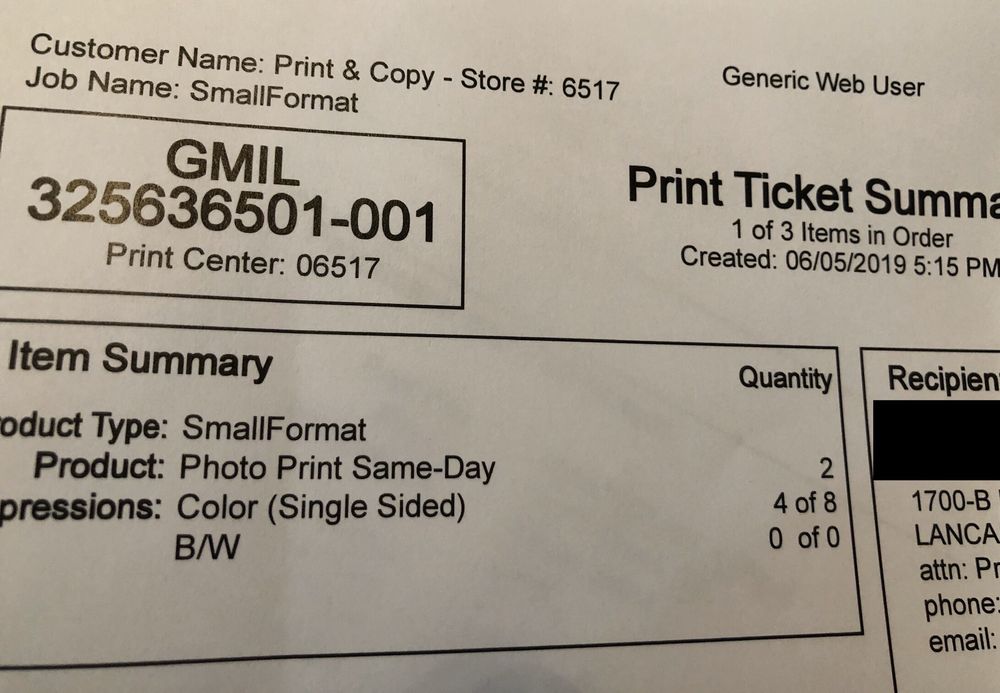 Customer Name: Print & Copy - Store #: 6517
Job Name: SmallFormat
Generic Web User
GMIL
325636501-001
Print Center: 06517
Print Ticket Summa
1 of 3 Items in Order
Created: 06/05/2019 5:15 PM
Item Summary
Quantity
oduct Type: SmallFormat
Product: Photo Print Same-Day 2
pressions: Color (Single Sided) 4 of 8
B/W 0 of 0
Recipien
1700-B
LANCA
attn: Pr
phone:
email: